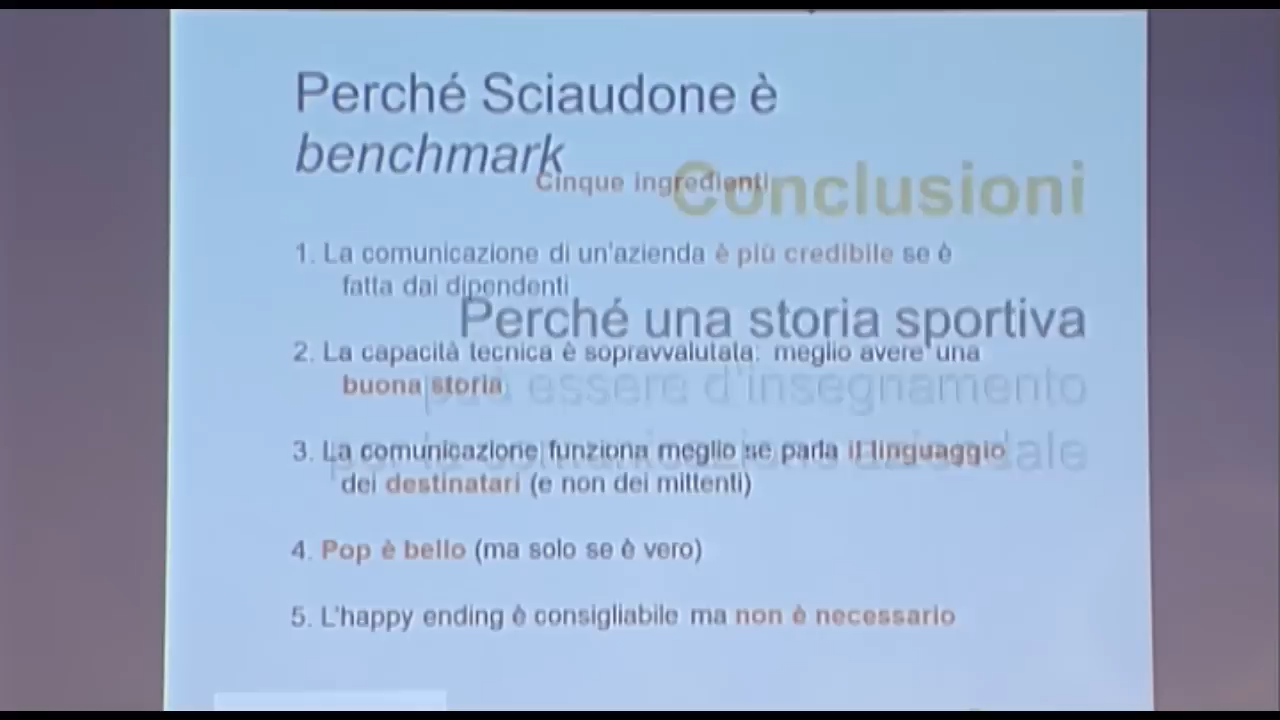 Perché Sciaudone è
benchmark
Cinque ingredienti
Conclusioni
1. La comunicazione di un'azienda è più credibile se è
fatta dai dipendenti
Perché una storia sportiva
2. La capacità tecnica è sopravvalutata: meglio avere una
buona storia
può essere d'insegnamento
3. La comunicazione funziona meglio se parla il linguaggio
dei destinatari (e non dei mittenti)
4. Pop è bello (ma solo se è vero)
5. L'happy ending è consigliabile ma non è necessario